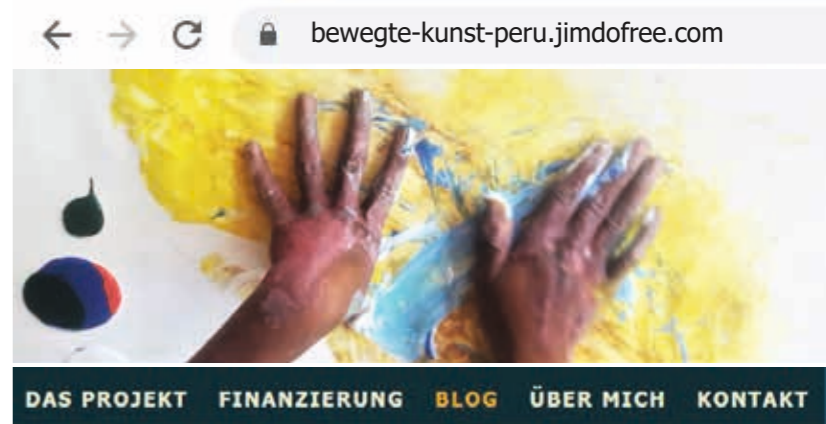 bewegte-kunst-peru.jimdofree.com
DAS PROJEKT FINANZIERUNG BLOG ÜBER MICH KONTAKT